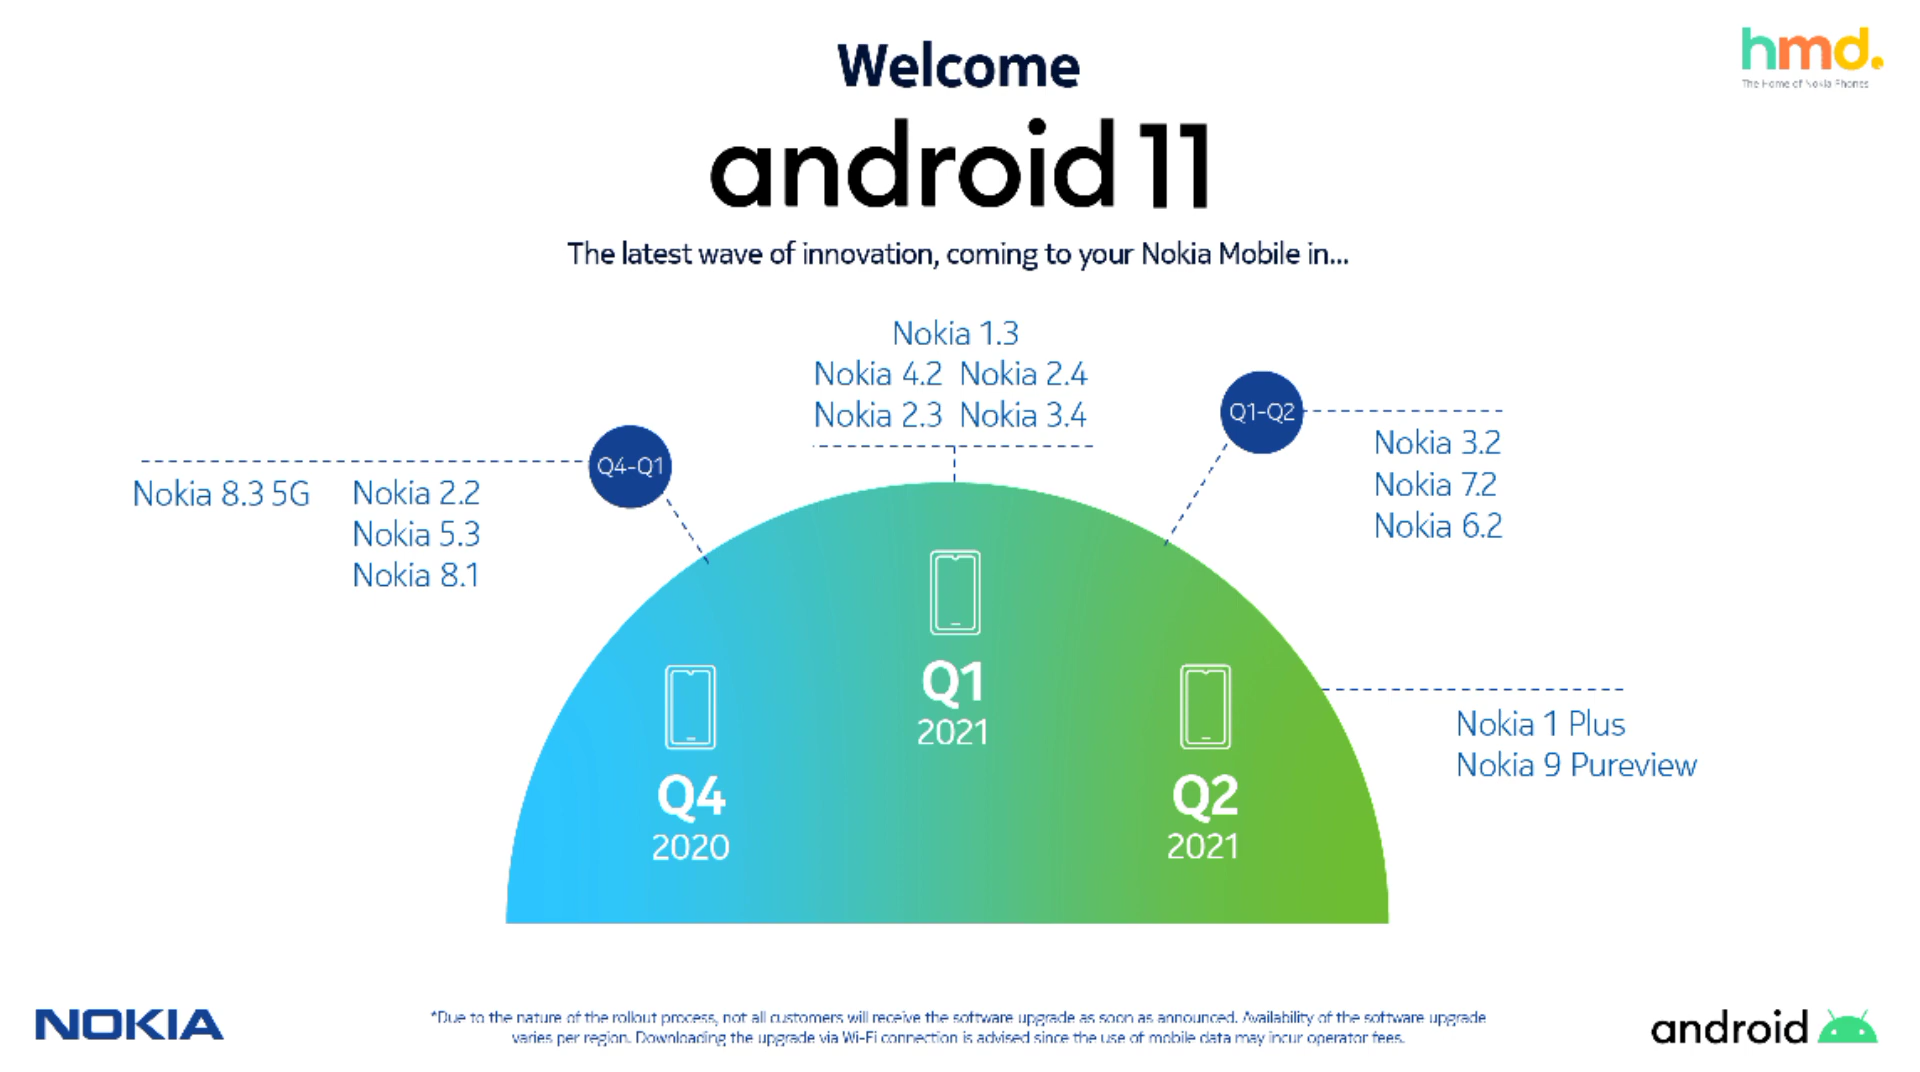 hmd.
The Home of Nokia Phones
Welcome
android 11
The latest wave of innovation, coming to your Nokia Mobile in...
Nokia 8.3 5G Nokia 2.2
Nokia 5.3
Nokia 8.1
Q4-Q1
Nokia 1.3
Nokia 4.2 Nokia 2.4
Nokia 2.3 Nokia 3.4
Q1-Q2
Nokia 3.2
Nokia 7.2
Nokia 6.2
Q4
2020
Q1
2021
Q2
2021
Nokia 1 Plus
Nokia 9 Pureview
NOKIA
*Due to the nature of the rollout process, not all customers will receive the software upgrade as soon as announced. Availability of the software upgrade
varies per region. Downloading the upgrade via Wi-Fi connection is advised since the use of mobile data may incur operator fees.
android